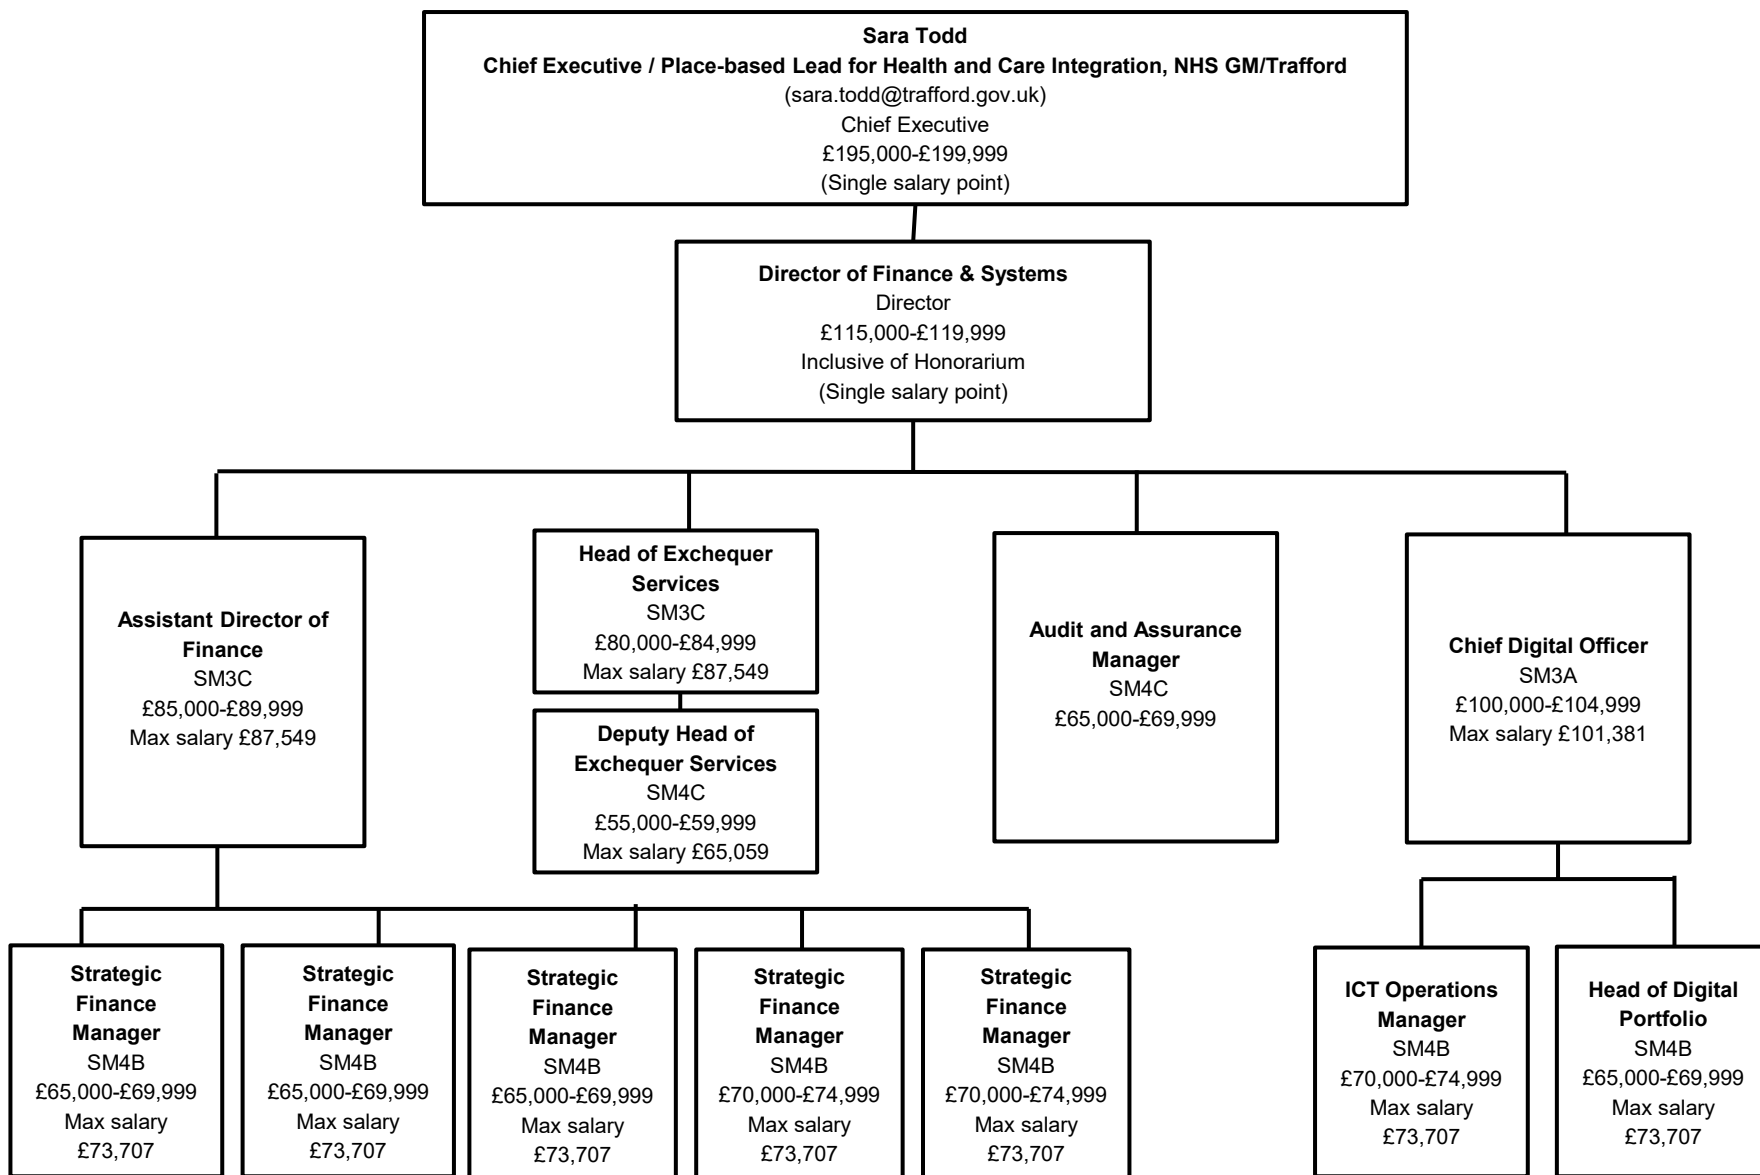 Sara Todd
Chief Executive / Place-based Lead for Health and Care Integration, NHS GM/Trafford
(sara.todd@trafford.gov.uk)
Chief Executive
£195,000-£199,999
(Single salary point)
Director of Finance & Systems
Director
£115,000-£119,999
Inclusive of Honorarium
(Single salary point)
Assistant Director of
Finance
SM3C
£85,000-£89,999
Max salary £87,549
Head of Exchequer
Services
SM3C
£80,000-£84,999
Max salary £87,549
Deputy Head of
Exchequer Services
SM4C
£55,000-£59,999
Max salary £65,059
Audit and Assurance
Manager
SM4C
£65,000-£69,999
Chief Digital Officer
SM3A
£100,000-£104,999
Max salary £101,381
Strategic
Finance
Manager
SM4B
£65,000-£69,999
Max salary
£73,707
Strategic
Finance
Manager
SM4B
£65,000-£69,999
Max salary
£73,707
Strategic
Finance
Manager
SM4B
£65,000-£69,999
Max salary
£73,707
Strategic
Finance
Manager
SM4B
£70,000-£74,999
Max salary
£73,707
Strategic
Finance
Manager
SM4B
£70,000-£74,999
Max salary
£73,707
ICT Operations
Manager
SM4B
£70,000-£74,999
Max salary
£73,707
Head of Digital
Portfolio
SM4B
£65,000-£69,999
Max salary
£73,707